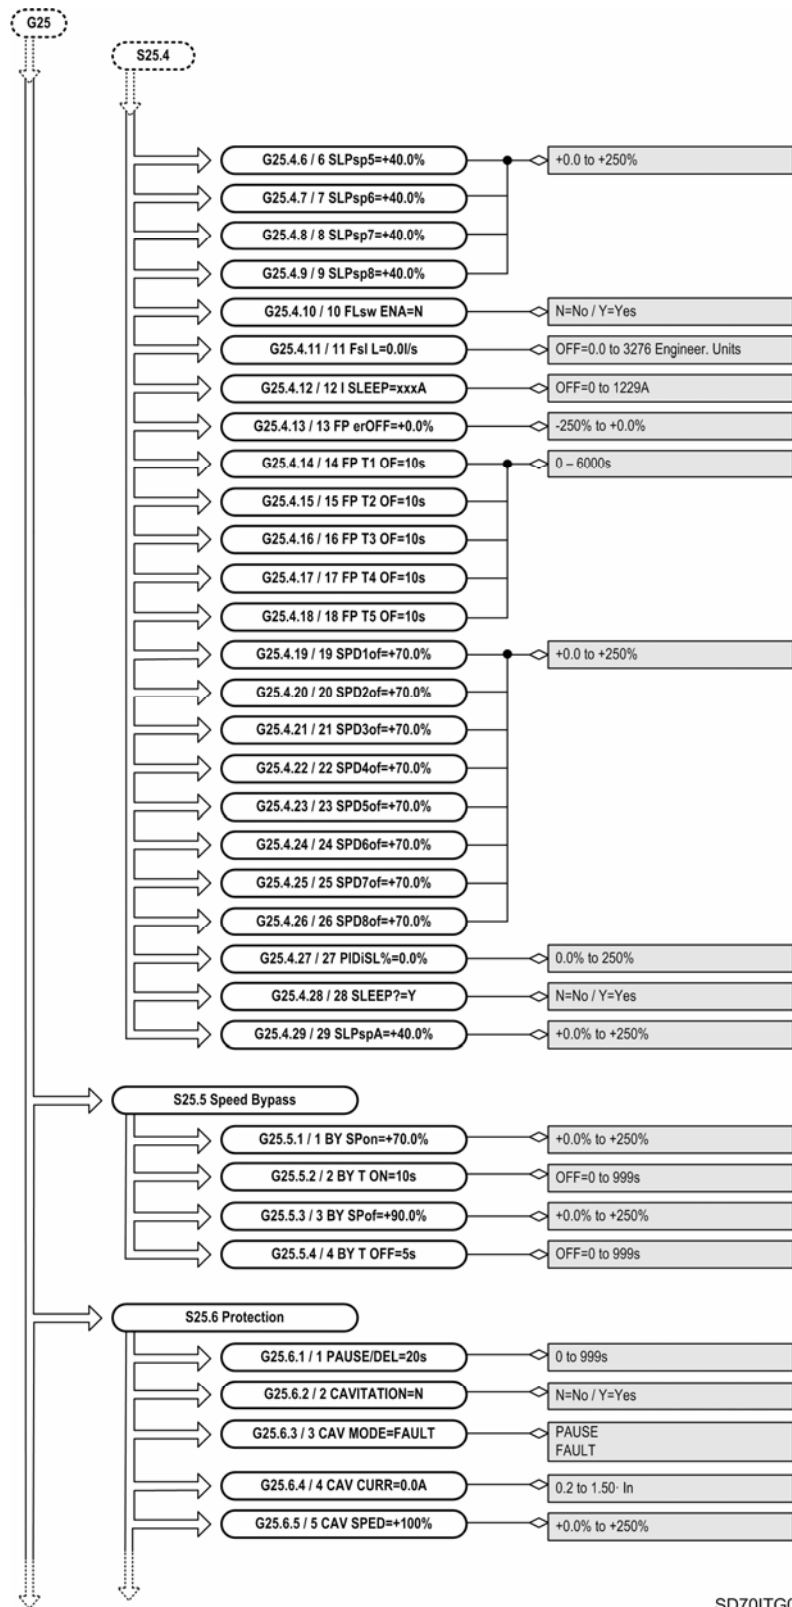 G25
S25.4
G25.4.6 / 6 SLPsp5=+40.0% +0.0 to +250%
G25.4.7 / 7 SLPsp6=+40.0%
G25.4.8 / 8 SLPsp7=+40.0%
G25.4.9 / 9 SLPsp8=+40.0%
G25.4.10 / 10 FLsw ENA=N N=No / Y=Yes
G25.4.11 / 11 Fsl L=0.0l/s OFF=0.0 to 3276 Engineer. Units
G25.4.12 / 12 I SLEEP=xxxA OFF=0 to 1229A
G25.4.13 / 13 FP erOFF=+0.0% -250% to +0.0%
G25.4.14 / 14 FP T1 OF=10s 0 – 6000s
G25.4.15 / 15 FP T2 OF=10s
G25.4.16 / 16 FP T3 OF=10s
G25.4.17 / 17 FP T4 OF=10s
G25.4.18 / 18 FP T5 OF=10s
G25.4.19 / 19 SPD1of=+70.0% +0.0 to +250%
G25.4.20 / 20 SPD2of=+70.0%
G25.4.21 / 21 SPD3of=+70.0%
G25.4.22 / 22 SPD4of=+70.0%
G25.4.23 / 23 SPD5of=+70.0%
G25.4.24 / 24 SPD6of=+70.0%
G25.4.25 / 25 SPD7of=+70.0%
G25.4.26 / 26 SPD8of=+70.0%
G25.4.27 / 27 PIDiSL%=0.0% 0.0% to 250%
G25.4.28 / 28 SLEEP?=Y N=No / Y=Yes
G25.4.29 / 29 SLPspA=+40.0% +0.0% to +250%
S25.5 Speed Bypass
G25.5.1 / 1 BY SPon=+70.0% +0.0% to +250%
G25.5.2 / 2 BY T ON=10s OFF=0 to 999s
G25.5.3 / 3 BY SPof=+90.0% +0.0% to +250%
G25.5.4 / 4 BY T OFF=5s OFF=0 to 999s
S25.6 Protection
G25.6.1 / 1 PAUSE/DEL=20s 0 to 999s
G25.6.2 / 2 CAVITATION=N N=No / Y=Yes
G25.6.3 / 3 CAV MODE=FAULT PAUSE
FAULT
G25.6.4 / 4 CAV CURR=0.0A 0.2 to 1.50· In
G25.6.5 / 5 CAV SPED=+100% +0.0% to +250%